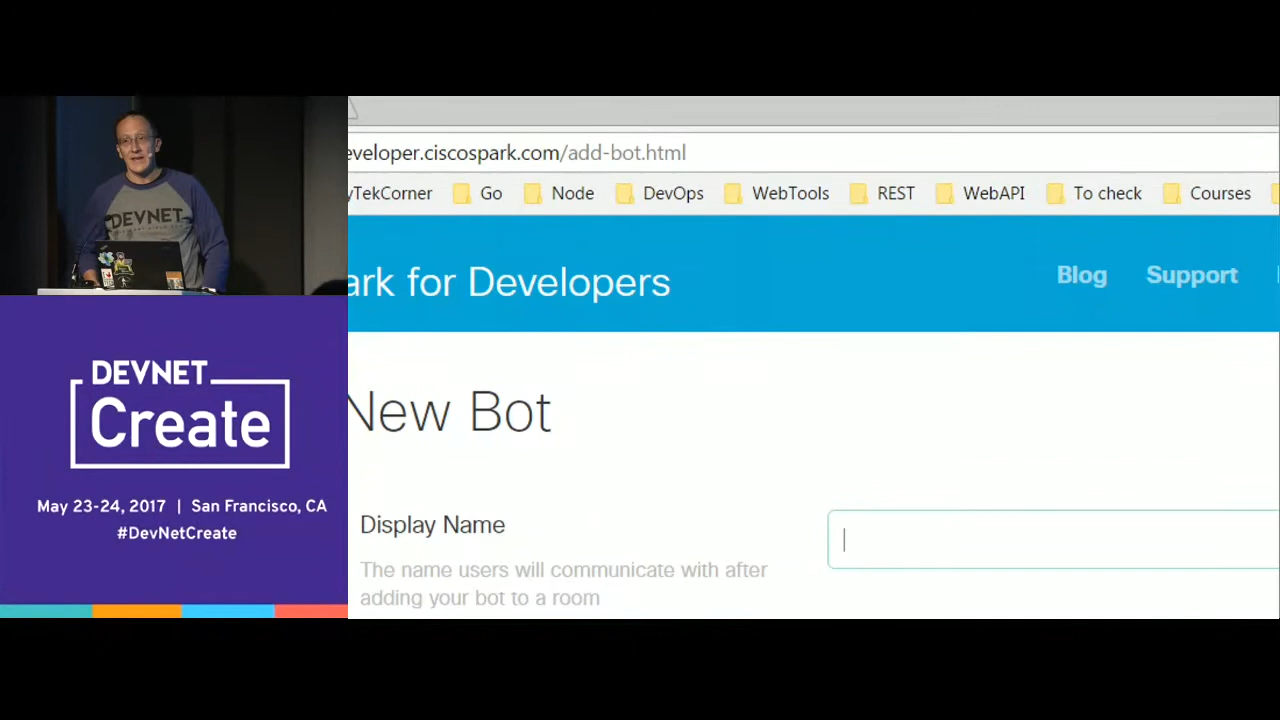 DEVNET
DEVNET
Create
May 23-24, 2017 | San Francisco, CA
#DevNetCreate
eveloper.ciscospark.com/add-bot.html
yTekCorner
Go
Node
DevOps
WebTools
REST
WebAPI
To check
Courses
ark for Developers
Blog
Support
New Bot
Display Name
The name users will communicate with after
adding your bot to a room